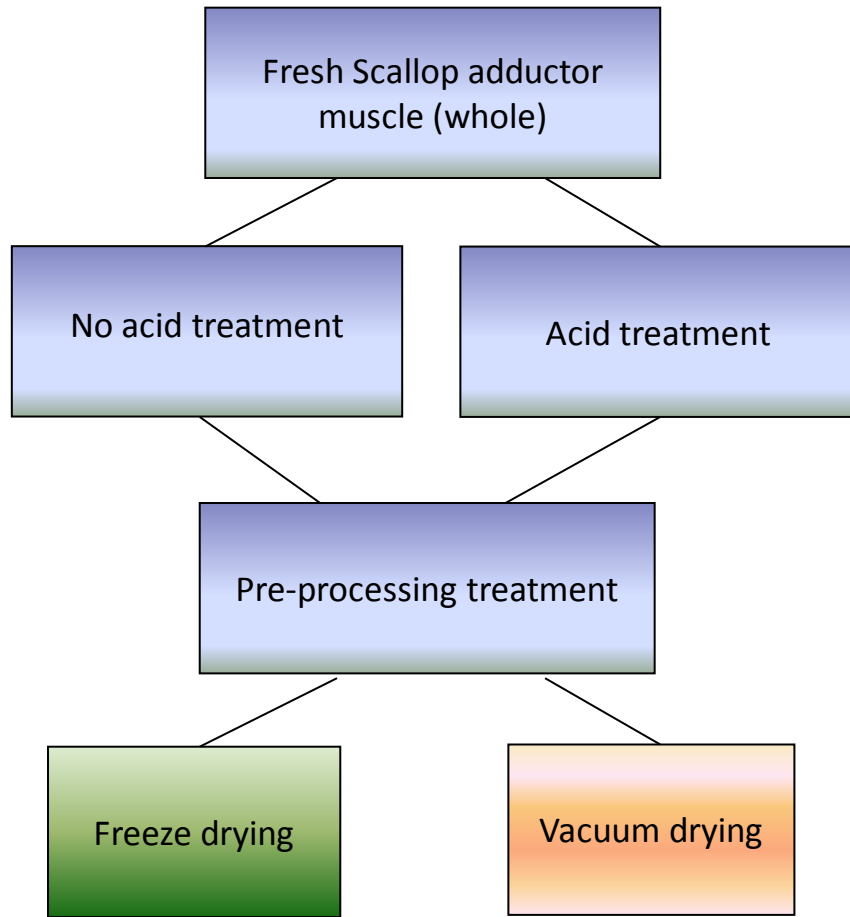 Fresh Scallop adductor
muscle (whole)
No acid treatment
Acid treatment
Pre-processing treatment
Freeze drying
Vacuum drying